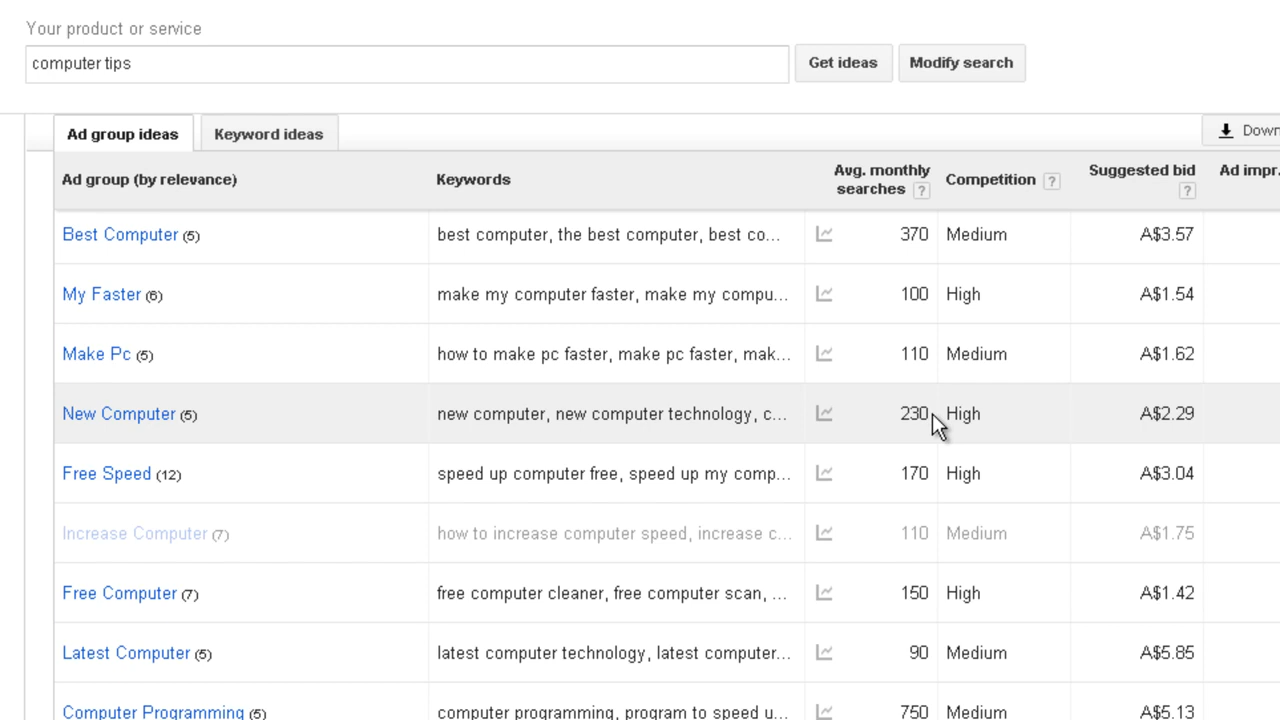 Your product or service
computer tips
Get ideas
Modify search
Ad group ideas
Keyword ideas
Down
Ad group (by relevance)
Keywords
Avg. monthly searches ?
Competition ?
Suggested bid ?
Ad impr.
Best Computer (5) best computer, the best computer, best co... 370 Medium A$3.57
My Faster (6) make my computer faster, make my compu... 100 High A$1.54
Make Pc (5) how to make pc faster, make pc faster, mak... 110 Medium A$1.62
New Computer (5) new computer, new computer technology, c... 230 High A$2.29
Free Speed (12) speed up computer free, speed up my comp... 170 High A$3.04
Increase Computer (7) how to increase computer speed, increase c... 110 Medium A$1.75
Free Computer (7) free computer cleaner, free computer scan, ... 150 High A$1.42
Latest Computer (5) latest computer technology, latest computer... 90 Medium A$5.85
Computer Programming (5) computer programming, program to speed u... 750 Medium A$5.13